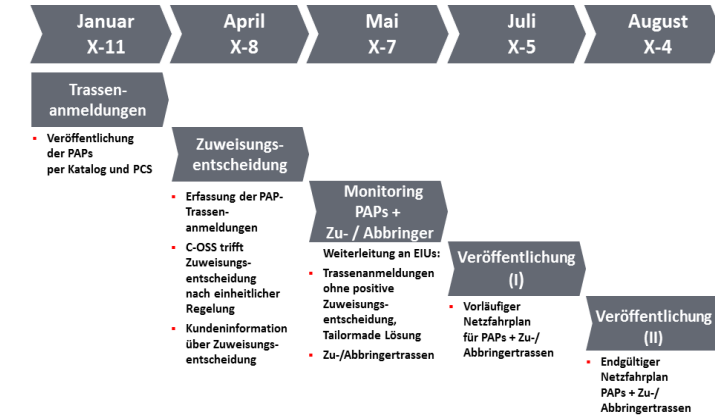 Januar
X-11
April
X-8
Mai
X-7
Juli
X-5
August
X-4
Trassen-
anmeldungen
▪ Veröffentlichung
der PAPs
per Katalog und PCS
Zuweisungs-
entscheidung
▪ Erfassung der PAP-
Trassen-
anmeldungen
▪ C-OSS trifft
Zuweisungs-
entscheidung
nach einheitlicher
Regelung
▪ Kundeninformation
über Zuweisungs-
entscheidung
Monitoring
PAPs +
Zu- / Abbringer
Weiterleitung an EIUs:
▪ Trassenanmeldungen
ohne positive
Zuweisungs-
entscheidung,
Tailormade Lösung
▪ Zu-/Abbringertrassen
Veröffentlichung
(I)
▪ Vorläufiger
Netzfahrplan
für PAPs + Zu-/
Abbringertrassen
Veröffentlichung
(II)
▪ Endgültiger
Netzfahrplan
PAPs + Zu-/
Abbringertrassen